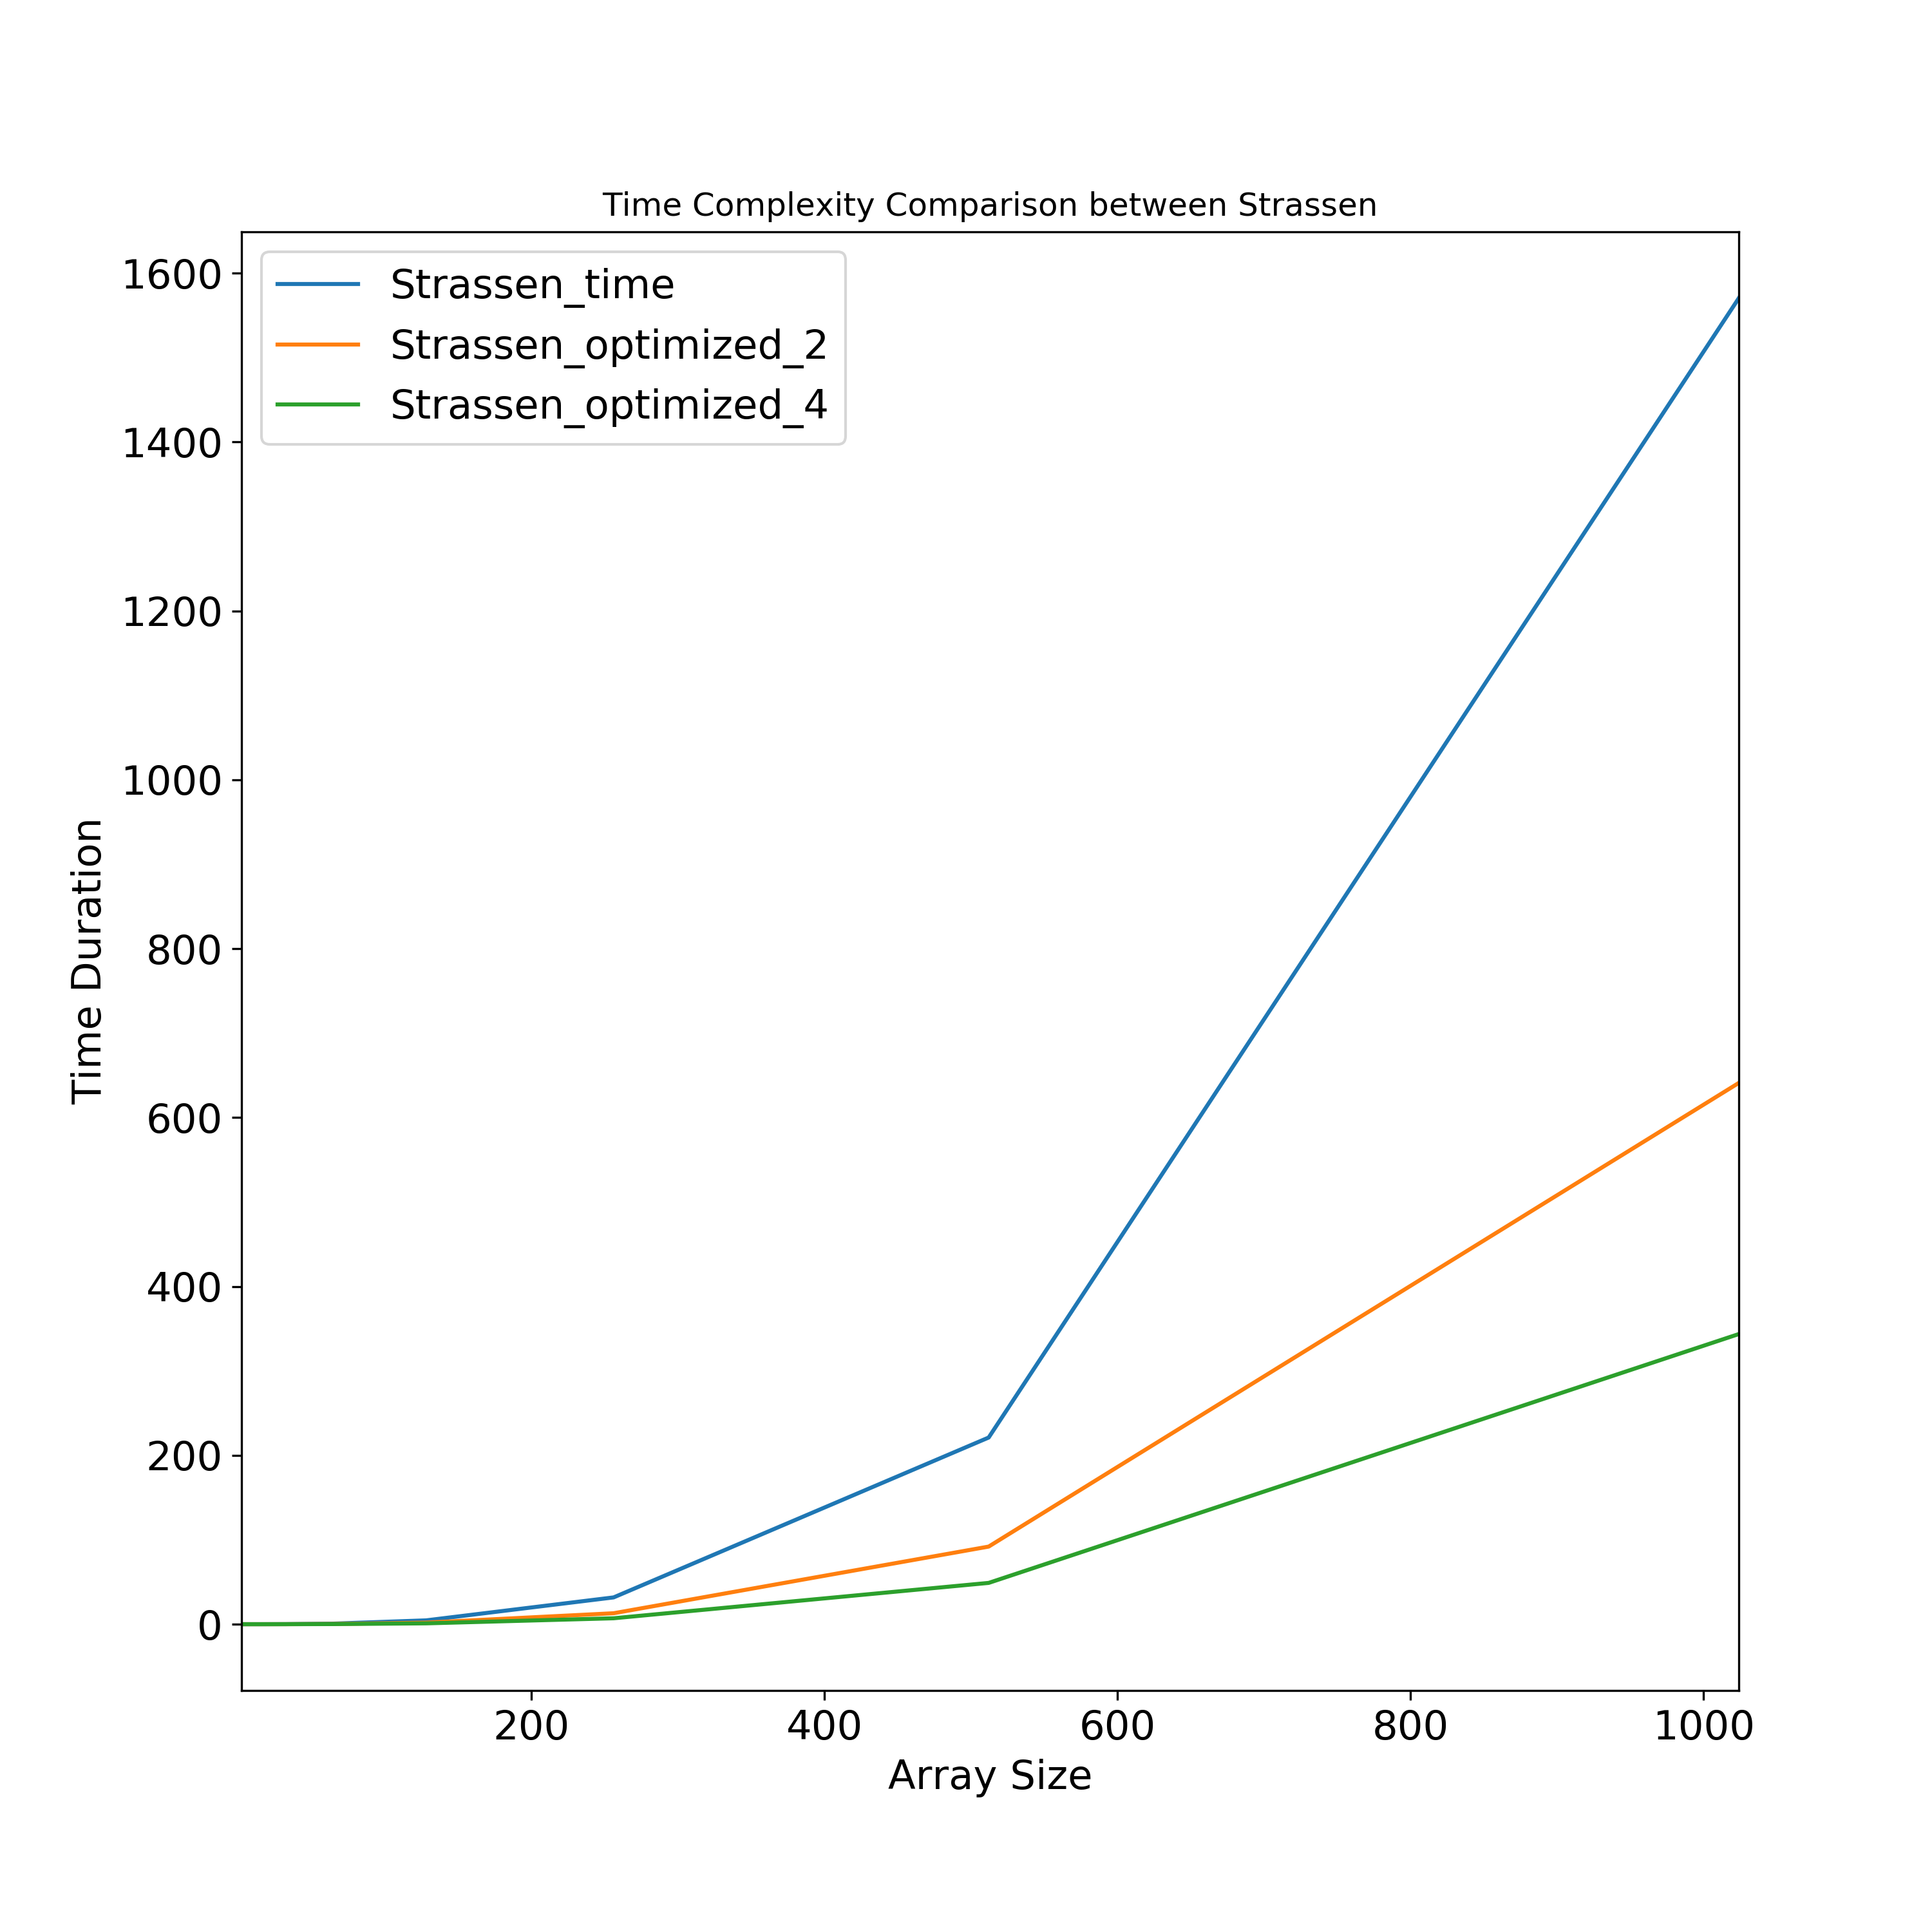 Time Complexity Comparison between Strassen
Strassen_time
Strassen_optimized_2
Strassen_optimized_4
1600
1400
1200
1000
800
600
400
200
0
Time Duration
200 400 600 800 1000
Array Size